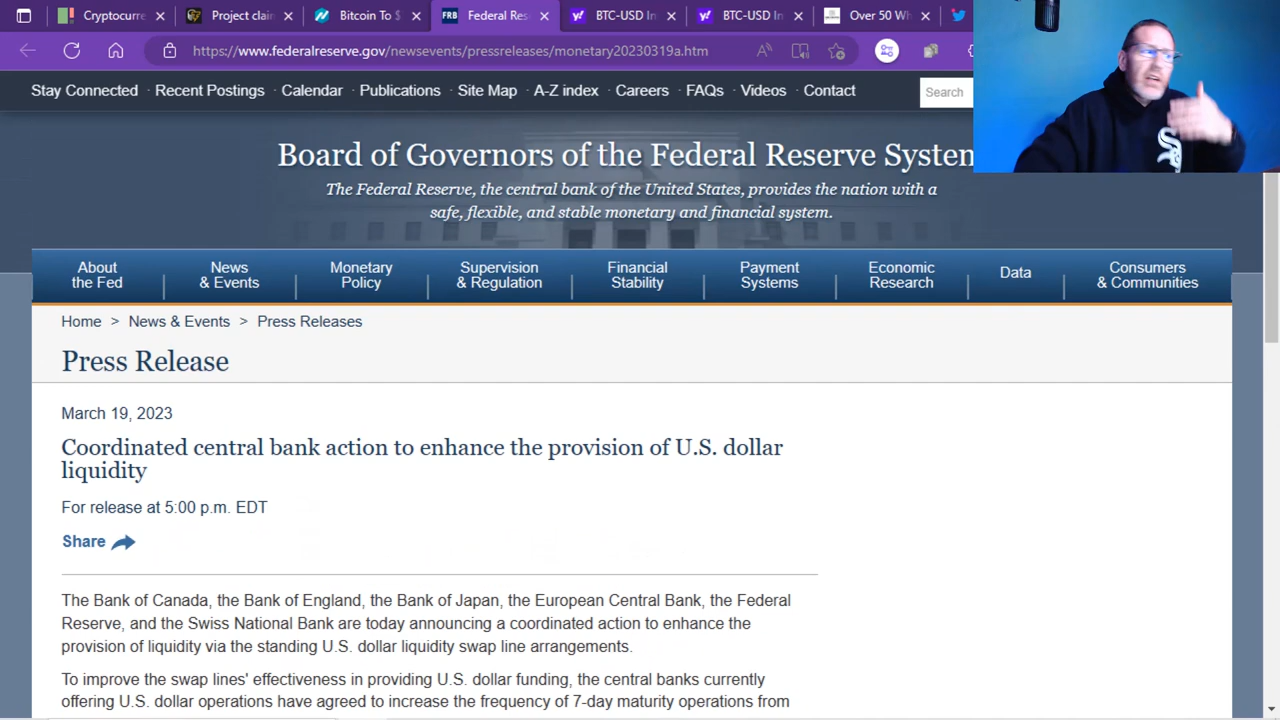 Cryptocurre
Project clai
Bitcoin To $
FRB
Federal Res
BTC-USD In
BTC-USD In
Over 50 Wh
https://www.federalreserve.gov/newsevents/pressreleases/monetary20230319a.htm
Stay Connected · Recent Postings · Calendar · Publications · Site Map · A-Z index · Careers · FAQs · Videos · Contact
Search
Board of Governors of the Federal Reserve System
The Federal Reserve, the central bank of the United States, provides the nation with a
safe, flexible, and stable monetary and financial system.
About the Fed
News & Events
Monetary Policy
Supervision & Regulation
Financial Stability
Payment Systems
Economic Research
Data
Consumers & Communities
Home > News & Events > Press Releases
Press Release
March 19, 2023
Coordinated central bank action to enhance the provision of U.S. dollar
liquidity
For release at 5:00 p.m. EDT
Share
The Bank of Canada, the Bank of England, the Bank of Japan, the European Central Bank, the Federal
Reserve, and the Swiss National Bank are today announcing a coordinated action to enhance the
provision of liquidity via the standing U.S. dollar liquidity swap line arrangements.
To improve the swap lines' effectiveness in providing U.S. dollar funding, the central banks currently
offering U.S. dollar operations have agreed to increase the frequency of 7-day maturity operations from